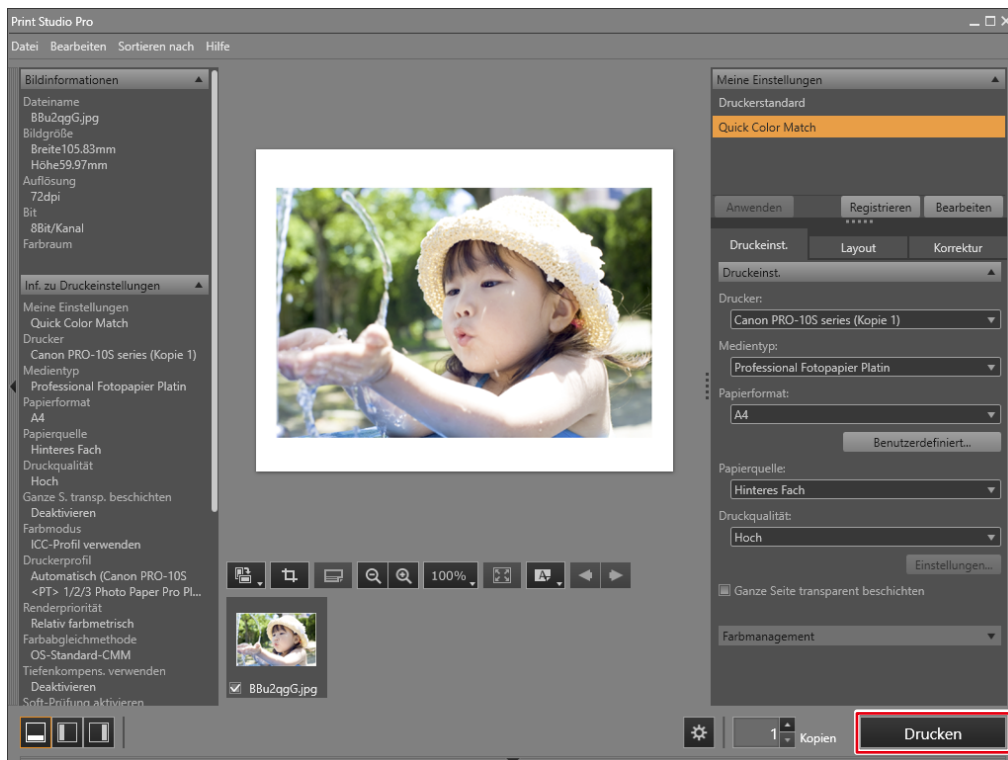 Print Studio Pro
Datei Bearbeiten Sortieren nach Hilfe
Bildinformationen
Dateiname
BBu2qgG.jpg
Bildgröße
Breite105.83mm
Höhe59.97mm
Auflösung
72dpi
Bit
8Bit/Kanal
Farbraum
Inf. zu Druckeinstellungen
Meine Einstellungen
Quick Color Match
Drucker
Canon PRO-10S series (Kopie 1)
Medientyp
Professional Fotopapier Platin
Papierformat
A4
Papierquelle
Hinteres Fach
Druckqualität
Hoch
Ganze S. transp. beschichten
Deaktivieren
Farbmodus
ICC-Profil verwenden
Druckerprofil
Automatisch (Canon PRO-10S
<PT> 1/2/3 Photo Paper Pro Pl...
Renderpriorität
Relativ farbmetrisch
Farbabgleichmethode
OS-Standard-CMM
Tiefenkompens. verwenden
Deaktivieren
Soft-Prüfung aktivieren
100%
A
BBu2qgG.jpg
Meine Einstellungen
Druckerstandard
Quick Color Match
Anwenden Registrieren Bearbeiten
Druckeinst. Layout Korrektur
Druckeinst.
Drucker:
Canon PRO-10S series (Kopie 1)
Medientyp:
Professional Fotopapier Platin
Papierformat:
A4
Benutzerdefiniert...
Papierquelle:
Hinteres Fach
Druckqualität:
Hoch
Einstellungen...
Ganze Seite transparent beschichten
Farbmanagement
1 Kopien
Drucken